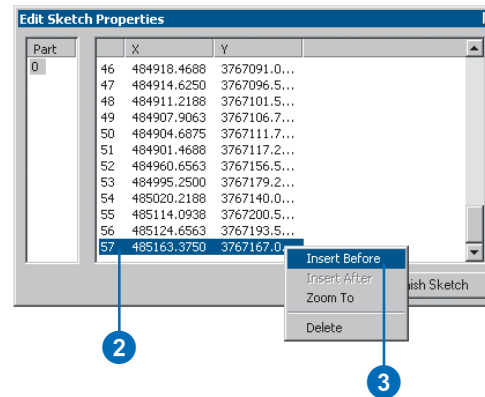 Edit Sketch Properties
Part
X Y
0
46 484918.4688 3767091.0...
47 484914.6250 3767096.5...
48 484911.2188 3767101.5...
49 484907.9063 3767106.7...
50 484904.6875 3767111.7...
51 484901.4688 3767117.2...
52 484960.6563 3767156.5...
53 484995.2500 3767179.2...
54 485020.2188 3767140.0...
55 485114.0938 3767200.5...
56 485124.6563 3767193.5...
57 485163.3750 3767167.0...
Insert Before
Insert After
Zoom To
Delete
ish Sketch
2
3